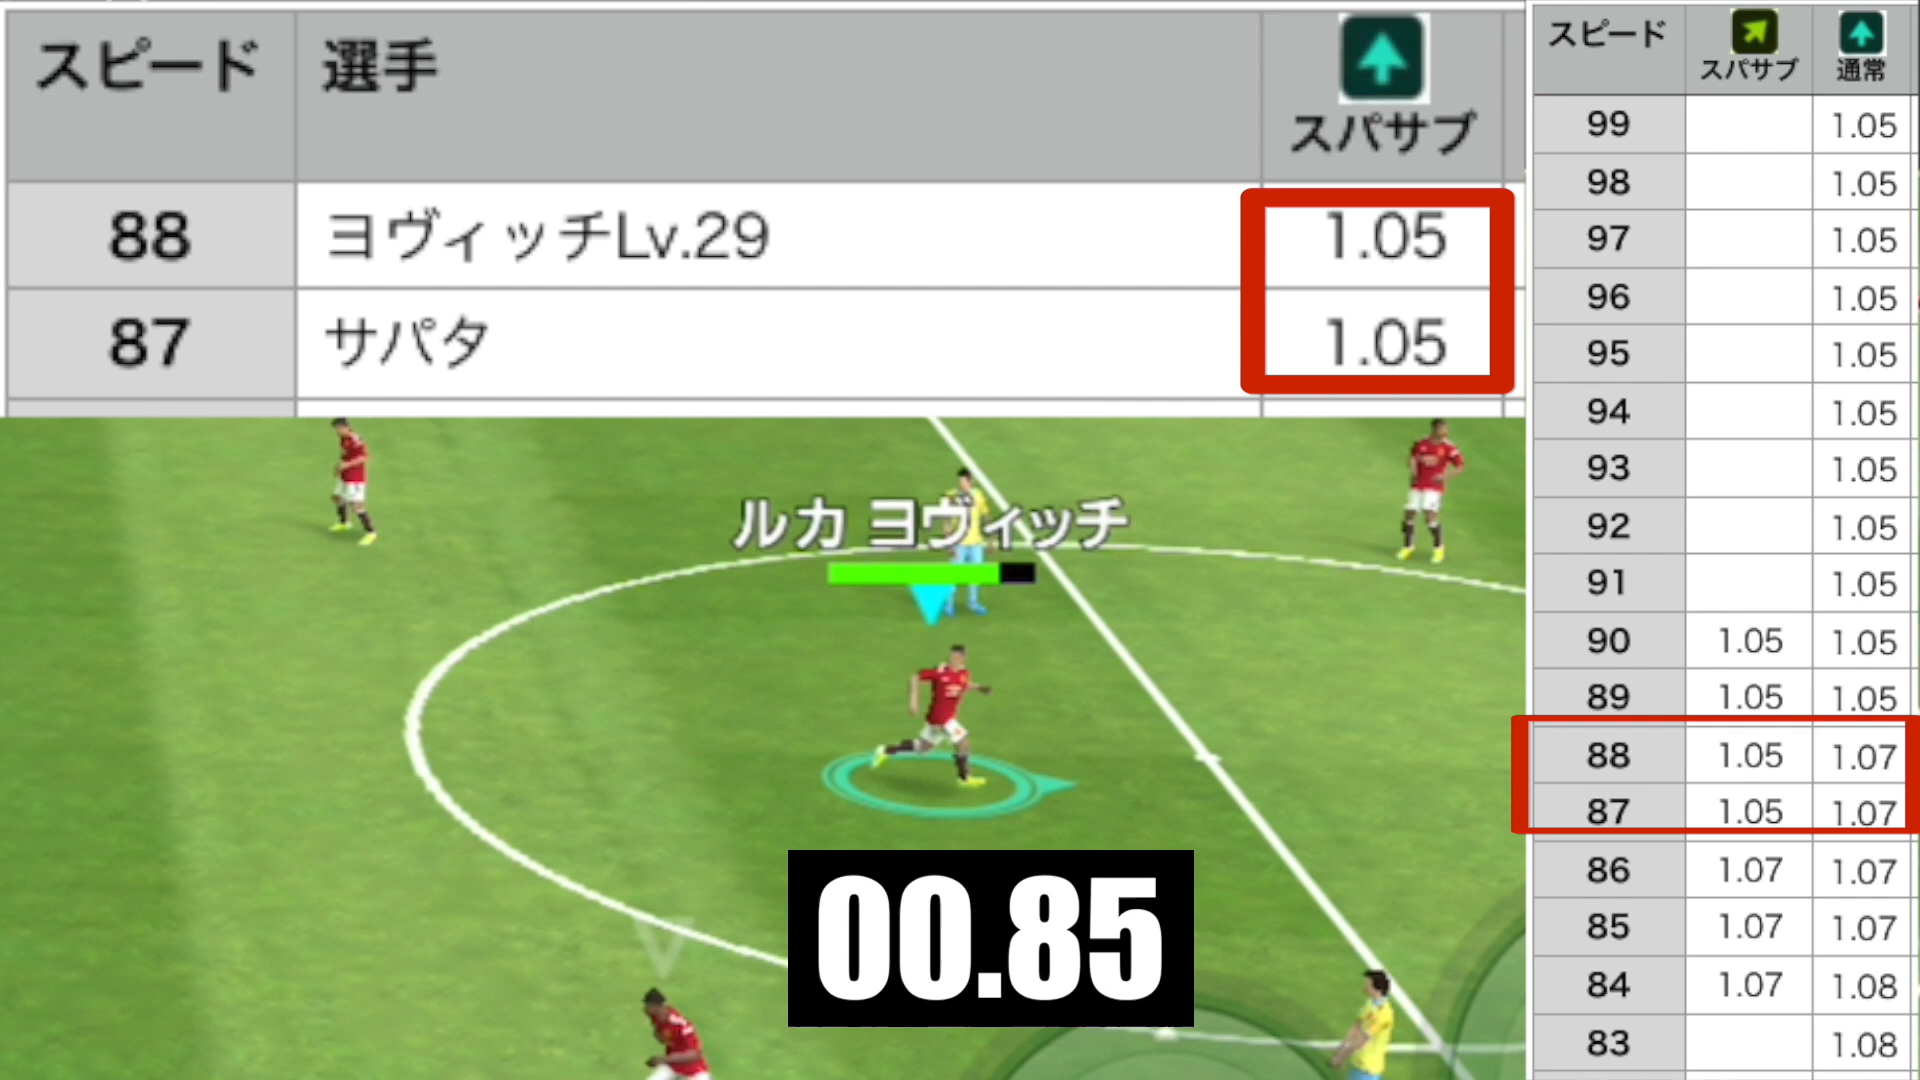 スピード 選手 スパサブ
88 ヨヴィッチLv.29 1.05
87 サパタ 1.05
ルカ ヨヴィッチ
00.85
スピード スパサブ 通常
99 1.05
98 1.05
97 1.05
96 1.05
95 1.05
94 1.05
93 1.05
92 1.05
91 1.05
90 1.05 1.05
89 1.05 1.05
88 1.05 1.07
87 1.05 1.07
86 1.07 1.07
85 1.07 1.07
84 1.07 1.08
83 1.08